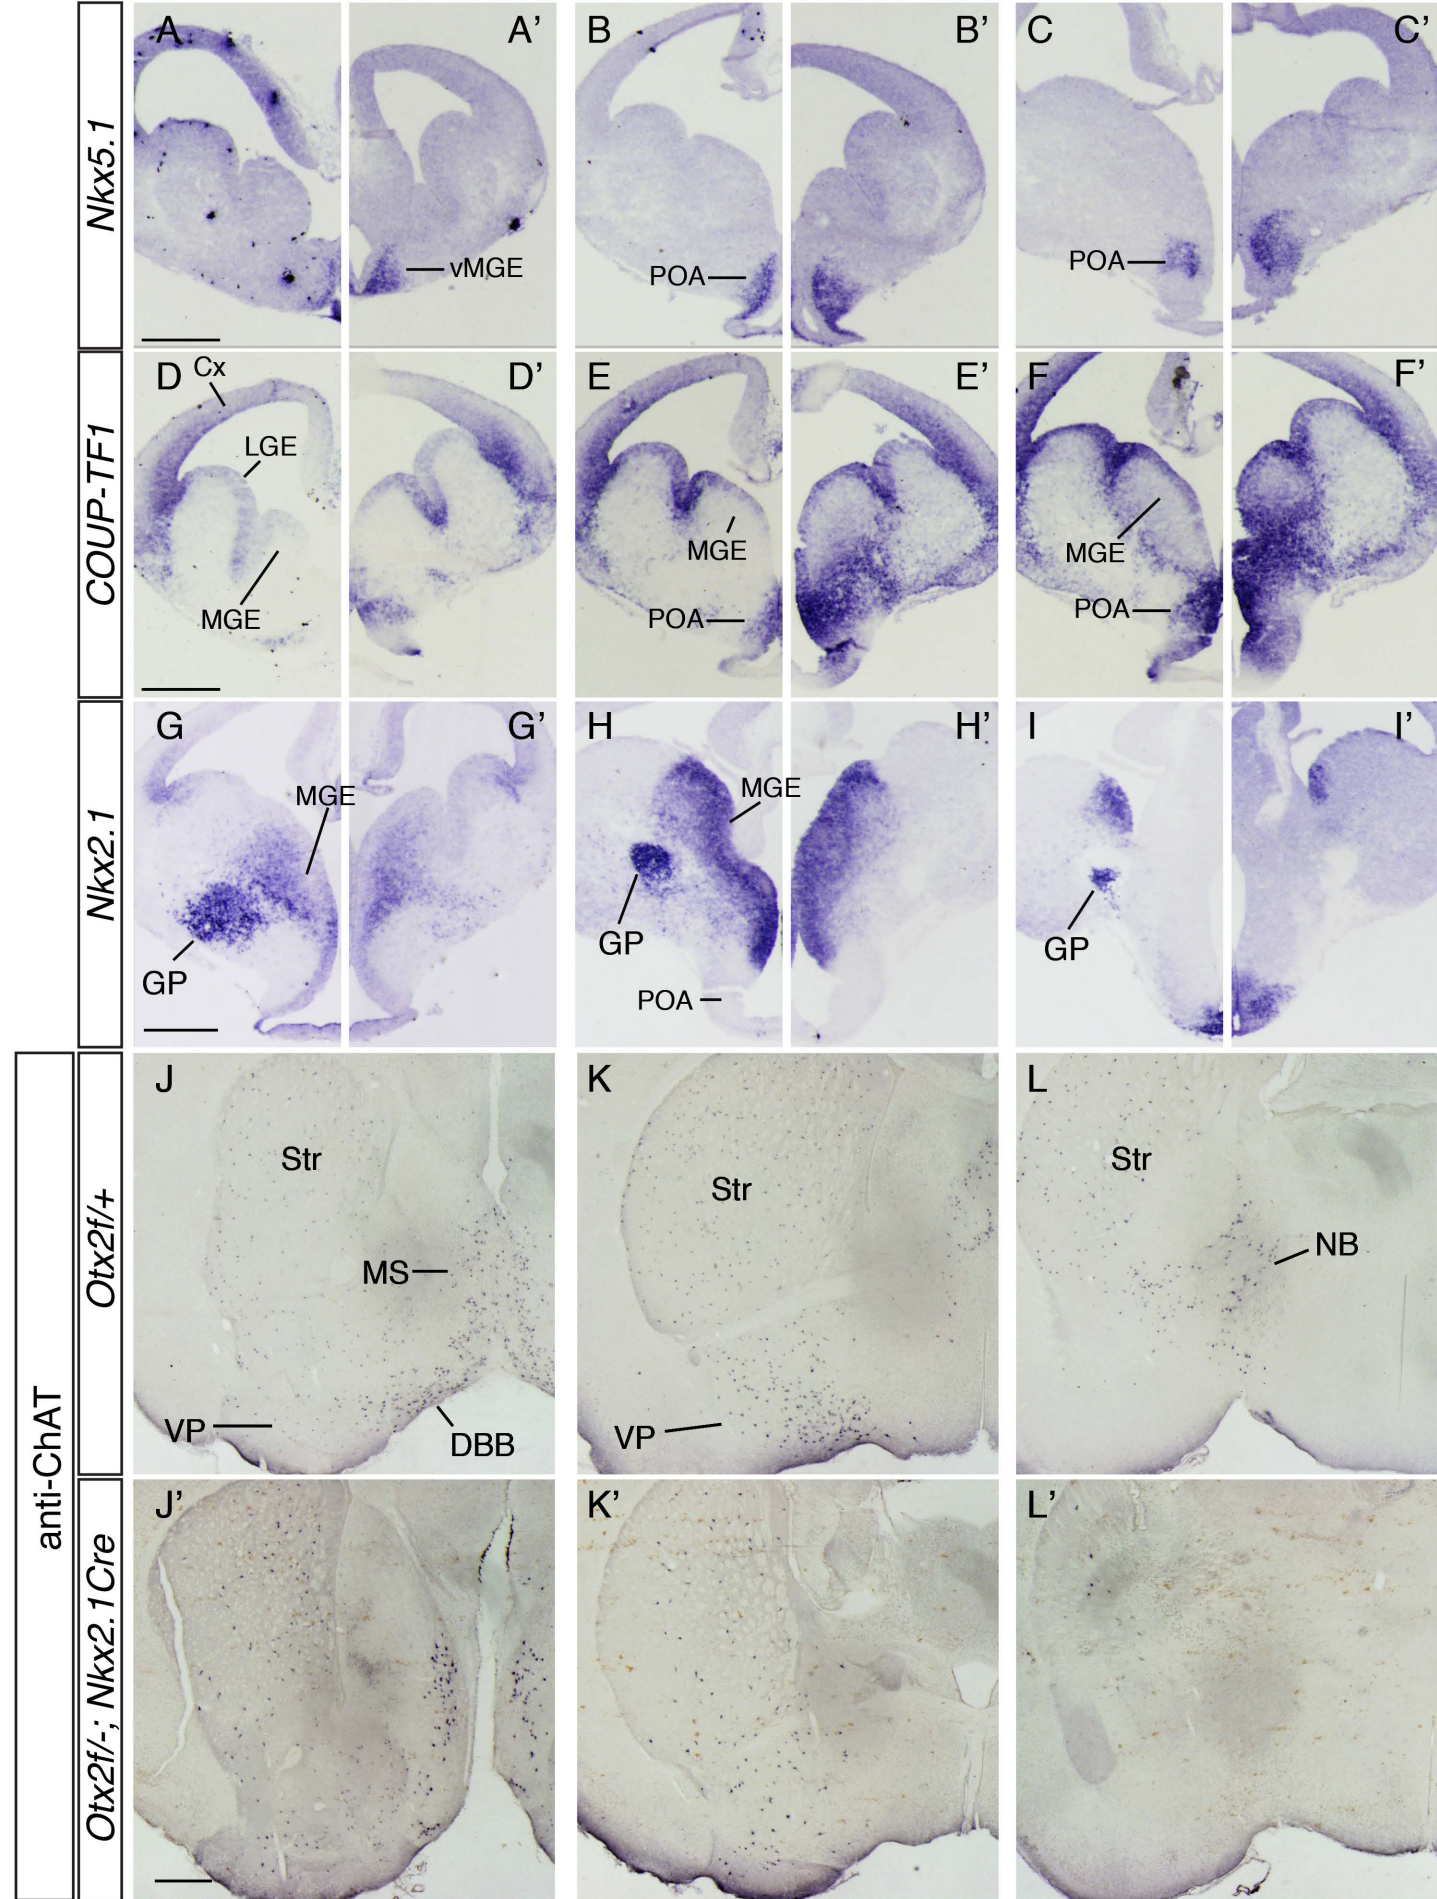 Nkx5.1
A
A’
B
B’
C
C’
vMGE
POA
POA
COUP-TF1
D
Cx
D’
E
E’
F
F’
LGE
MGE
MGE
POA
MGE
POA
Nkx2.1
G
G’
H
H’
I
I’
MGE
GP
MGE
GP
POA
GP
anti-ChAT
Otx2f/+
J
K
L
Str
MS
VP
DBB
Str
VP
Str
NB
Otx2f/-; Nkx2.1Cre
J’
K’
L’